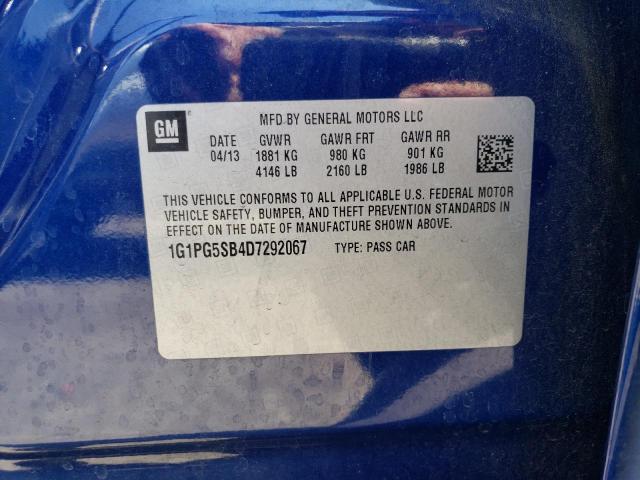 GM
MFD BY GENERAL MOTORS LLC
DATE GVWR GAWR FRT GAWR RR
04/13 1881 KG 980 KG 901 KG
4146 LB 2160 LB 1986 LB
THIS VEHICLE CONFORMS TO ALL APPLICABLE U.S. FEDERAL MOTOR
VEHICLE SAFETY, BUMPER, AND THEFT PREVENTION STANDARDS IN
EFFECT ON THE DATE OF MANUFACTURE SHOWN ABOVE.
1G1PG5SB4D7292067 TYPE: PASS CAR